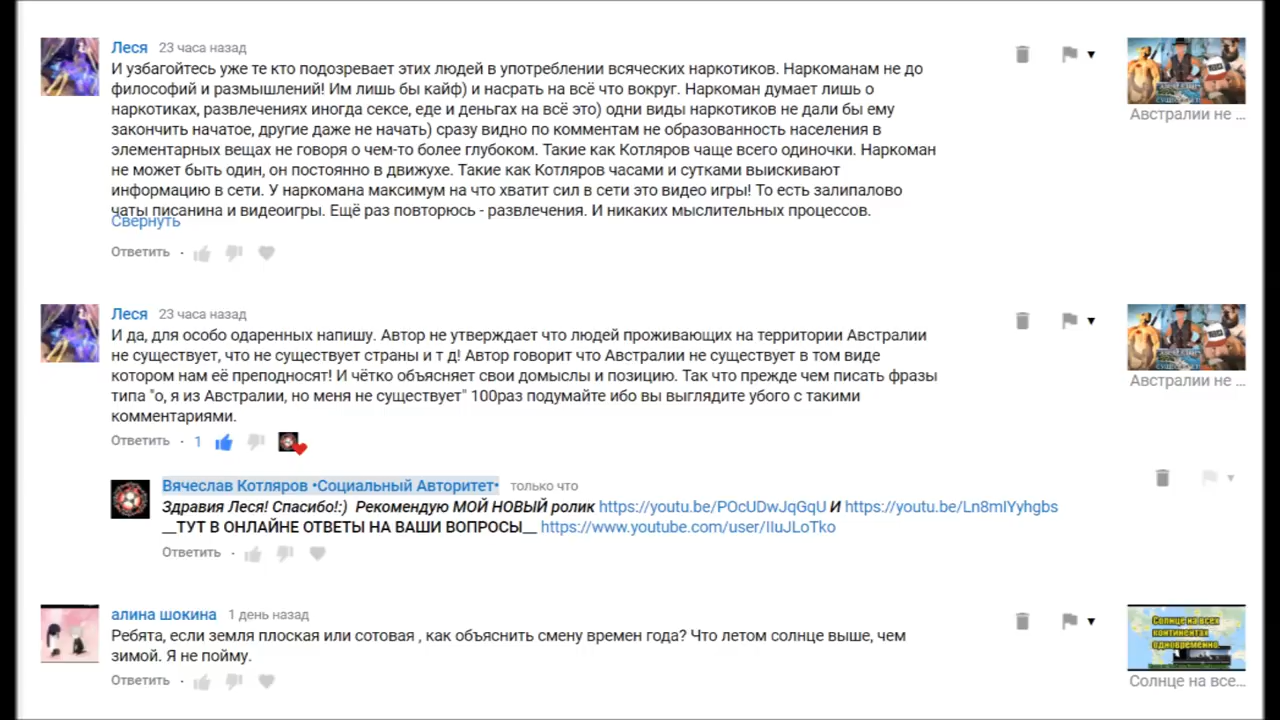 Леся 23 часа назад
И узбагойтесь уже те кто подозревает этих людей в употреблении всяческих наркотиков. Наркоманам не до
философий и размышлений! Им лишь бы кайф) и насрать на всё что вокруг. Наркоман думает лишь о
наркотиках, развлечениях иногда сексе, еде и деньгах на всё это) одни виды наркотиков не дали бы ему
закончить начатое, другие даже не начать) сразу видно по комментам не образованность населения в
элементарных вещах не говоря о чем-то более глубоком. Такие как Котляров чаще всего одиночки. Наркоман
не может быть один, он постоянно в движухе. Такие как Котляров часами и сутками выискивают
информацию в сети. У наркомана максимум на что хватит сил в сети это видео игры! То есть залипалово
чаты писанина и видеоигры. Ещё раз повторюсь - развлечения. И никаких мыслительных процессов.
Свернуть
Ответить ·
Австралии не ...
Леся 23 часа назад
И да, для особо одаренных напишу. Автор не утверждает что людей проживающих на территории Австралии
не существует, что не существует страны и т д! Автор говорит что Австралии не существует в том виде
котором нам её преподносят! И чётко объясняет свои домыслы и позицию. Так что прежде чем писать фразы
типа "о, я из Австралии, но меня не существует" 100раз подумайте ибо вы выглядите убого с такими
комментариями.
Ответить · 1
Австралии не ...
Вячеслав Котляров •Социальный Авторитет• только что
Здравия Леся! Спасибо!:) Рекомендую МОЙ НОВЫЙ ролик https://youtu.be/POcUDwJqGqU И https://youtu.be/Ln8mIYyhgbs
__ТУТ В ОНЛАЙНЕ ОТВЕТЫ НА ВАШИ ВОПРОСЫ__ https://www.youtube.com/user/IIuJLoTko
Ответить ·
алина шокина 1 день назад
Ребята, если земля плоская или сотовая , как объяснить смену времен года? Что летом солнце выше, чем
зимой. Я не пойму.
Ответить ·
Солнце на всех
континентах
одновременно.
Солнце на все...